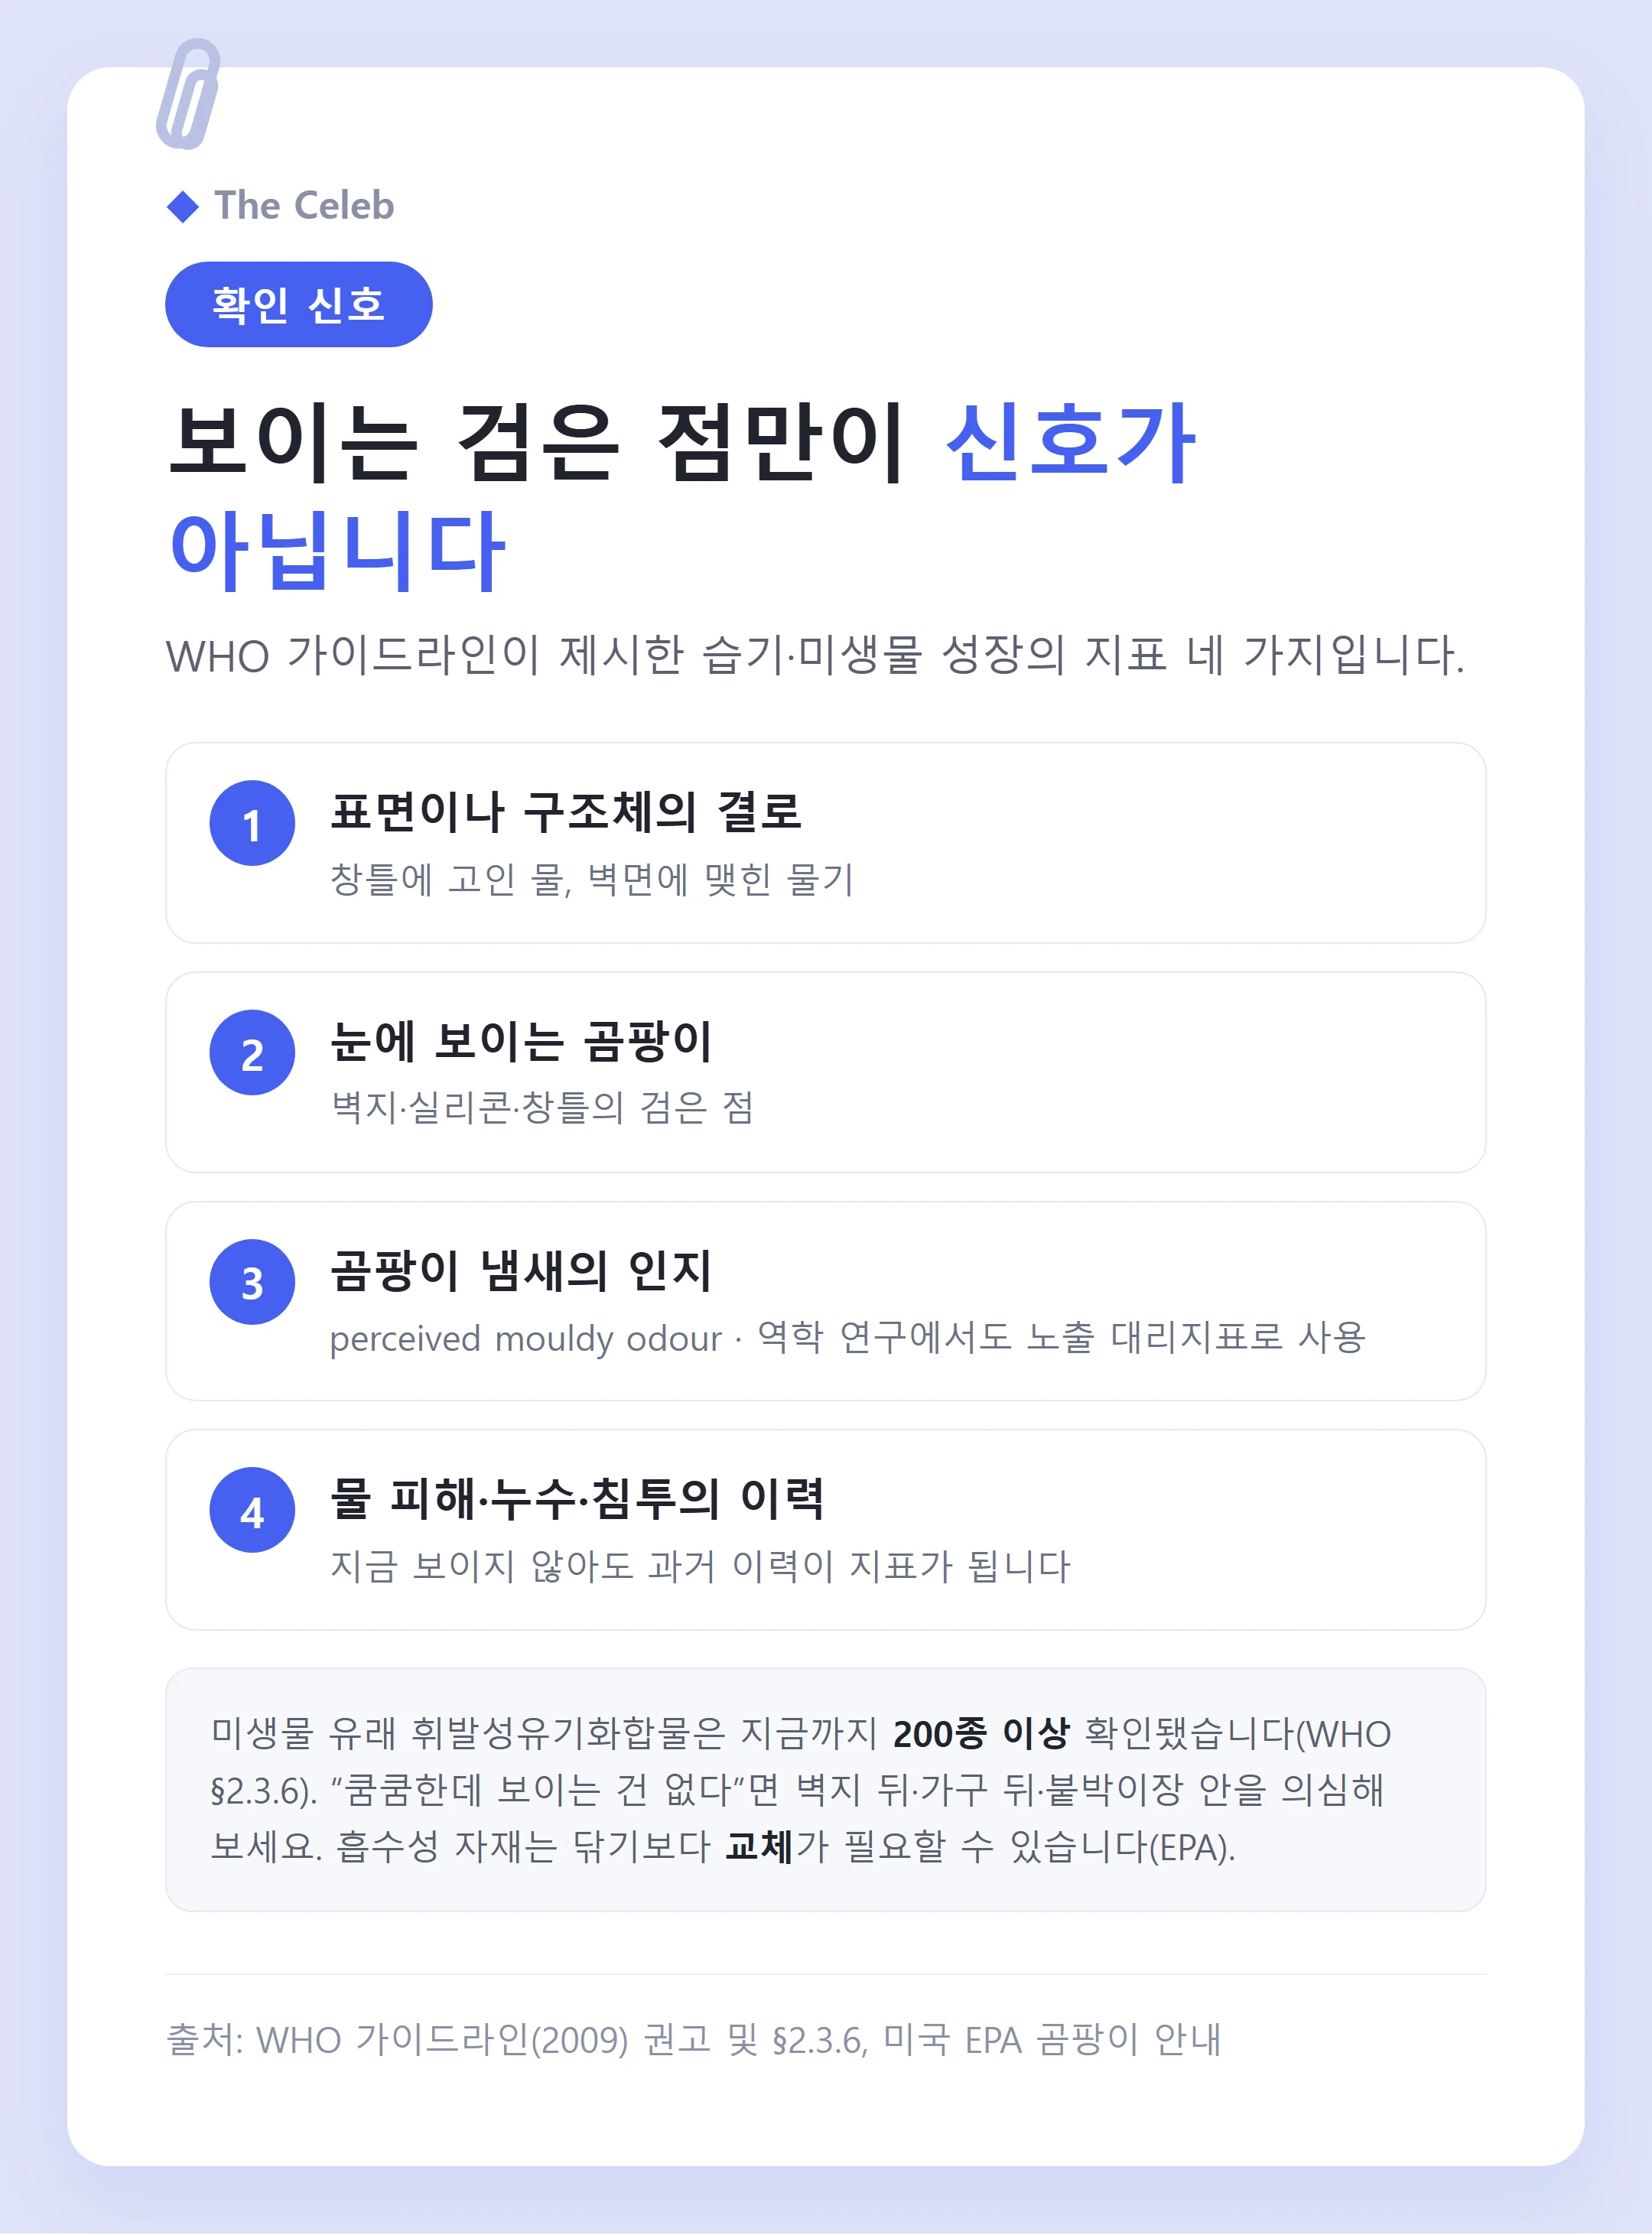 The Celeb
확인 신호
보이는 검은 점만이 신호가
아닙니다
WHO 가이드라인이 제시한 습기·미생물 성장의 지표 네 가지입니다.
1
표면이나 구조체의 결로
창틀에 고인 물, 벽면에 맺힌 물기
2
눈에 보이는 곰팡이
벽지·실리콘·창틀의 검은 점
3
곰팡이 냄새의 인지
perceived mouldy odour · 역학 연구에서도 노출 대리지표로 사용
4
물 피해·누수·침투의 이력
지금 보이지 않아도 과거 이력이 지표가 됩니다
미생물 유래 휘발성유기화합물은 지금까지 200종 이상 확인됐습니다(WHO
§2.3.6). “쿰쿰한데 보이는 건 없다”면 벽지 뒤·가구 뒤·붙박이장 안을 의심해
보세요. 흡수성 자재는 닦기보다 교체가 필요할 수 있습니다(EPA).
출처: WHO 가이드라인(2009) 권고 및 §2.3.6, 미국 EPA 곰팡이 안내